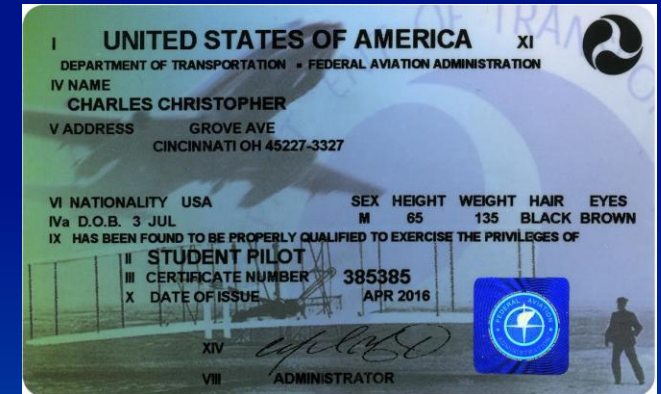 I UNITED STATES OF AMERICA XI
DEPARTMENT OF TRANSPORTATION • FEDERAL AVIATION ADMINISTRATION
IV NAME
CHARLES CHRISTOPHER
V ADDRESS GROVE AVE
CINCINNATI OH 45227-3327
VI NATIONALITY USA SEX HEIGHT WEIGHT HAIR EYES
IVa D.O.B. 3 JUL M 65 135 BLACK BROWN
IX HAS BEEN FOUND TO BE PROPERLY QUALIFIED TO EXERCISE THE PRIVILEGES OF
II STUDENT PILOT
III CERTIFICATE NUMBER 385385
X DATE OF ISSUE APR 2016
XIV
VIII ADMINISTRATOR
FEDERAL AVIATION